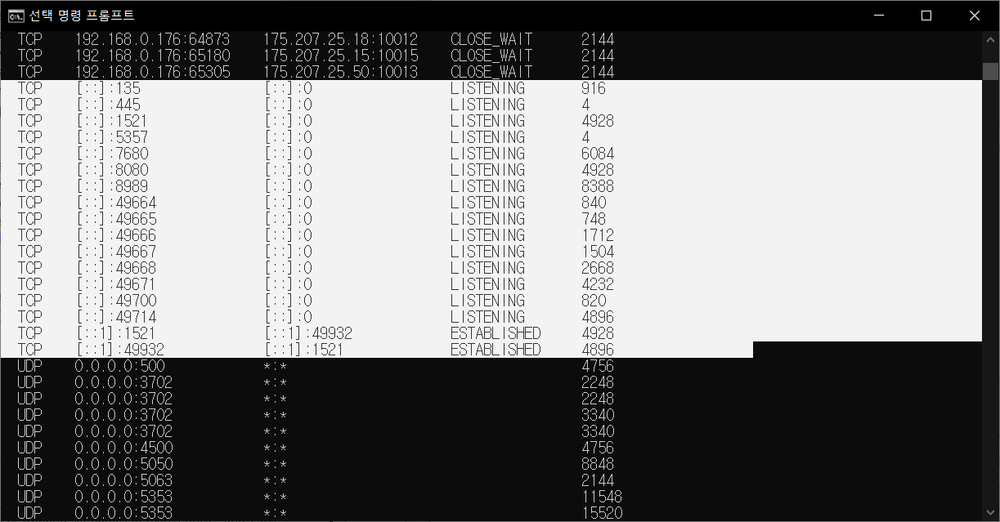 선택 명령 프롬프트
TCP 192.168.0.176:64873 175.207.25.18:10012 CLOSE_WAIT 2144
TCP 192.168.0.176:65180 175.207.25.15:10015 CLOSE_WAIT 2144
TCP 192.168.0.176:65305 175.207.25.50:10013 CLOSE_WAIT 2144
TCP [::]:135 [::]:0 LISTENING 916
TCP [::]:445 [::]:0 LISTENING 4
TCP [::]:1521 [::]:0 LISTENING 4928
TCP [::]:5357 [::]:0 LISTENING 4
TCP [::]:7680 [::]:0 LISTENING 6084
TCP [::]:8080 [::]:0 LISTENING 4928
TCP [::]:8989 [::]:0 LISTENING 8388
TCP [::]:49664 [::]:0 LISTENING 840
TCP [::]:49665 [::]:0 LISTENING 748
TCP [::]:49666 [::]:0 LISTENING 1712
TCP [::]:49667 [::]:0 LISTENING 1504
TCP [::]:49668 [::]:0 LISTENING 2668
TCP [::]:49671 [::]:0 LISTENING 4232
TCP [::]:49700 [::]:0 LISTENING 820
TCP [::]:49714 [::]:0 LISTENING 4896
TCP [::1]:1521 [::1]:49932 ESTABLISHED 4928
TCP [::1]:49932 [::1]:1521 ESTABLISHED 4896
UDP 0.0.0.0:500 *:* 4756
UDP 0.0.0.0:3702 *:* 2248
UDP 0.0.0.0:3702 *:* 2248
UDP 0.0.0.0:3702 *:* 3340
UDP 0.0.0.0:3702 *:* 3340
UDP 0.0.0.0:4500 *:* 4756
UDP 0.0.0.0:5050 *:* 8848
UDP 0.0.0.0:5063 *:* 2144
UDP 0.0.0.0:5353 *:* 11548
UDP 0.0.0.0:5353 *:* 15520